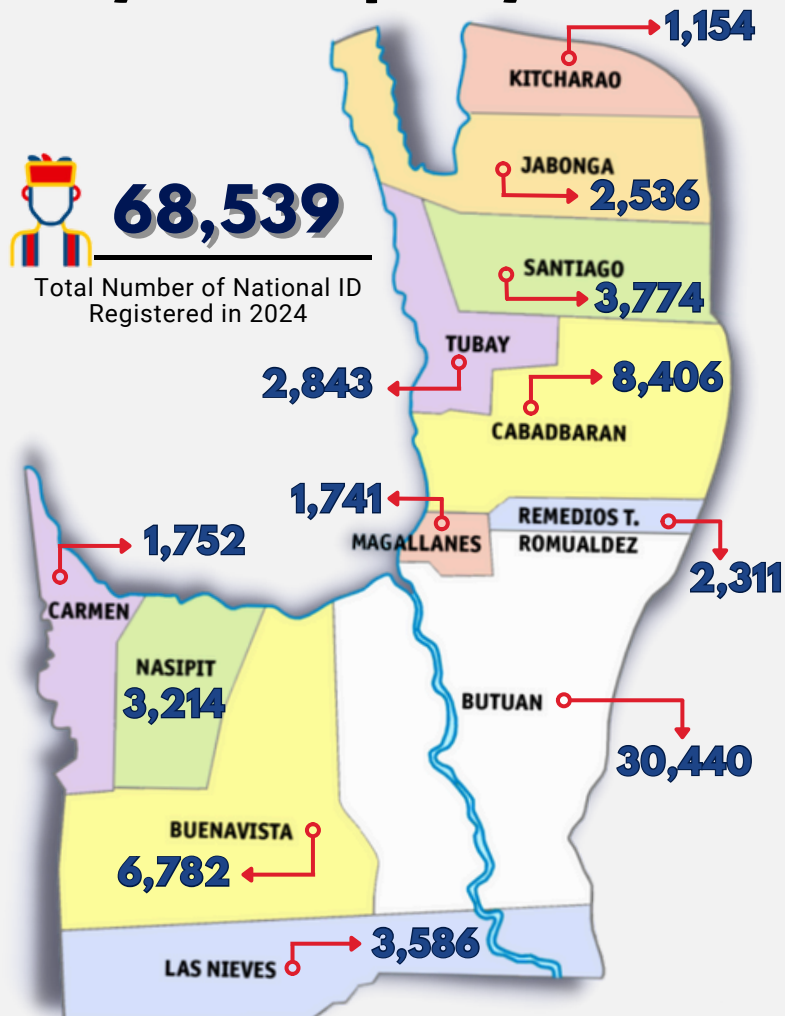 1,154
KITCHARAO
JABONGA
2,536
68,539
Total Number of National ID
Registered in 2024
SANTIAGO
3,774
TUBAY
2,843
8,406
CABADBARAN
1,741
MAGALLANES
REMEDIOS T.
ROMUALDEZ
2,311
1,752
CARMEN
NASIPIT
3,214
BUTUAN
30,440
BUENAVISTA
6,782
3,586
LAS NIEVES